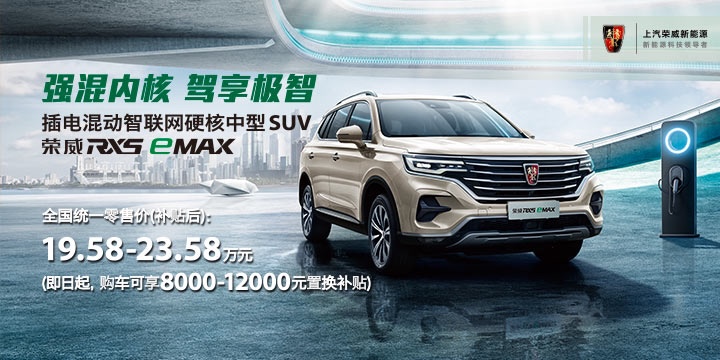 上汽荣威新能源
新能源科技领导者
强混内核 驾享极智
插电混动智联网硬核中型SUV
荣威RX5 eMAX
全国统一零售价(补贴后):
19.58-23.58万元
(即日起, 购车可享8000-12000元置换补贴)
荣威RX5 eMAX